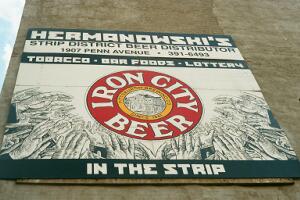 HERMANOWSKI'S
STRIP DISTRICT BEER DISTRIBUTOR
1907 PENN AVENUE • 391-6493
TOBACCO • BAR FOODS • LOTTERY
IRON CITY
BEER
IN THE STRIP